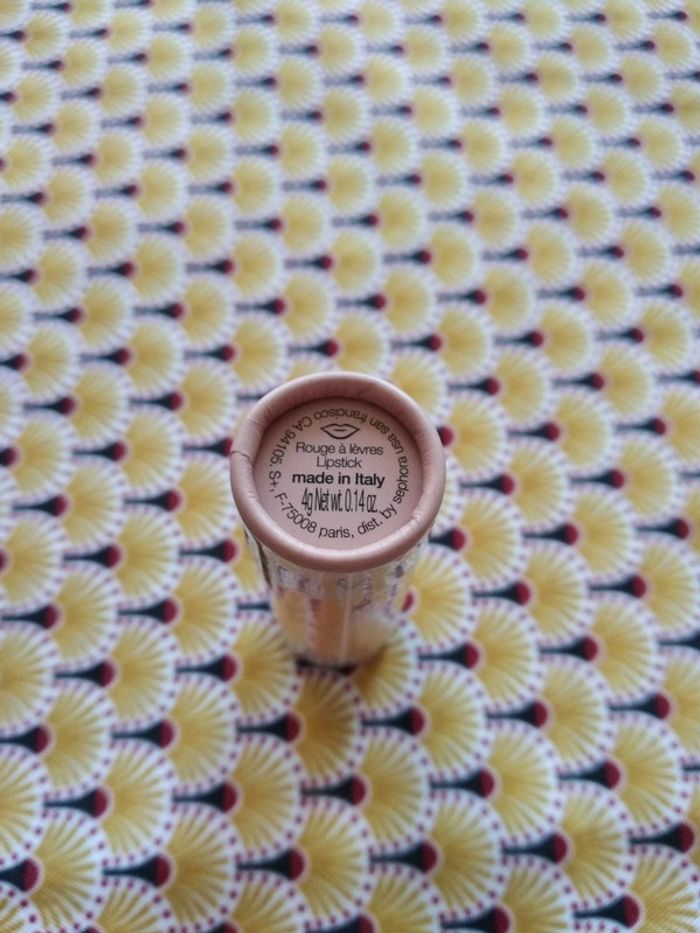 Rouge à lèvres
Lipstick
made in Italy
4g Net wt. 0.14 oz.
S+, F-75008 paris, dist. by sephora usa san francisco CA 94105,